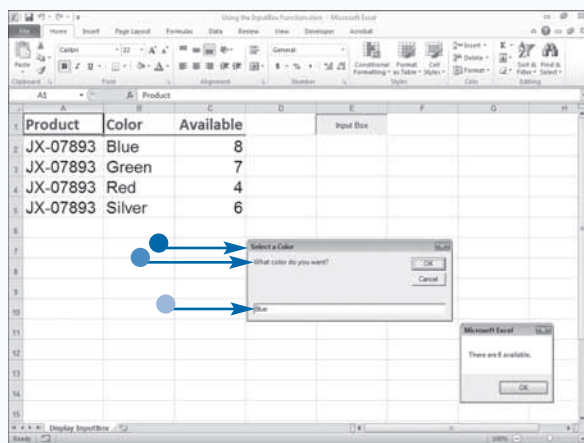 Using the InputBox Function.xlsm - Microsoft Excel
File Home Insert Page Layout Formulas Data Review View Developer Acrobat
Paste
Calibri 22 A A
General
Conditional Formatting Format as Table Cell Styles
Insert
Delete
Format
Sort & Filter Find & Select
Clipboard Font Alignment Number Styles Cells Editing
A1 fx Product
A B C D E F G H
1 Product Color Available Input Box
2 JX-07893 Blue 8
3 JX-07893 Green 7
4 JX-07893 Red 4
5 JX-07893 Silver 6
6
7
8
9
10
11
12
13
14
15
Select a Color
What color do you want?
OK
Cancel
Blue
Microsoft Excel
There are 8 available.
OK
Display InputBox
Ready 100%